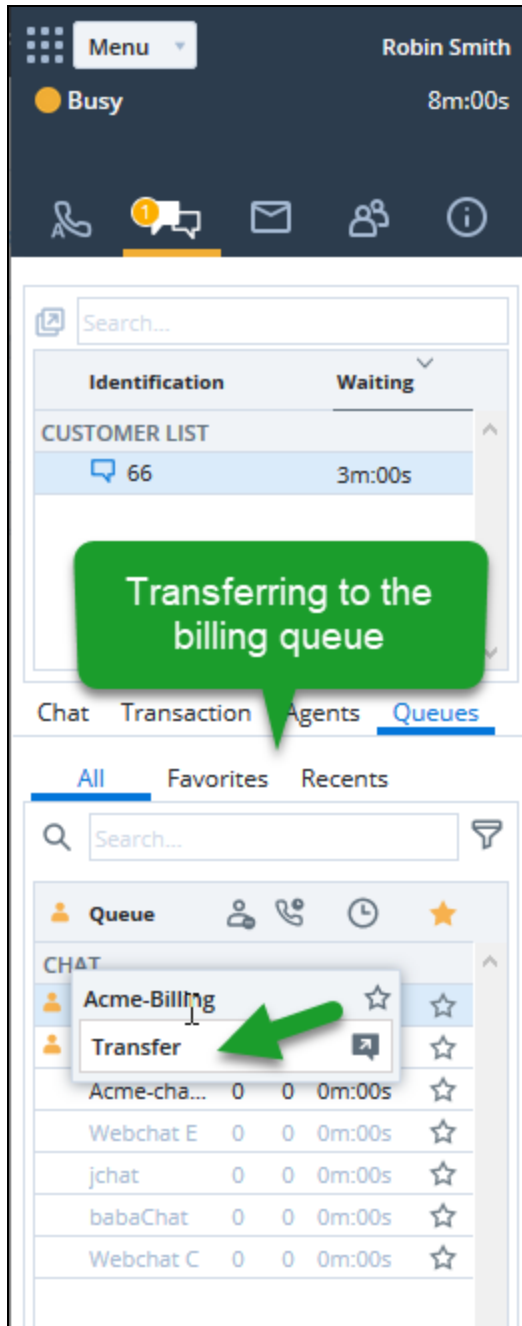 Menu Robin Smith
Busy 8m:00s
A 1
Search...
Identification Waiting
CUSTOMER LIST
66 3m:00s
Transferring to the
billing queue
Chat Transaction Agents Queues
All Favorites Recents
Search...
Queue
CHAT
Acme-Billing
Transfer
Acme-cha... 0 0 0m:00s
Webchat E 0 0 0m:00s
jchat 0 0 0m:00s
babaChat 0 0 0m:00s
Webchat C 0 0 0m:00s